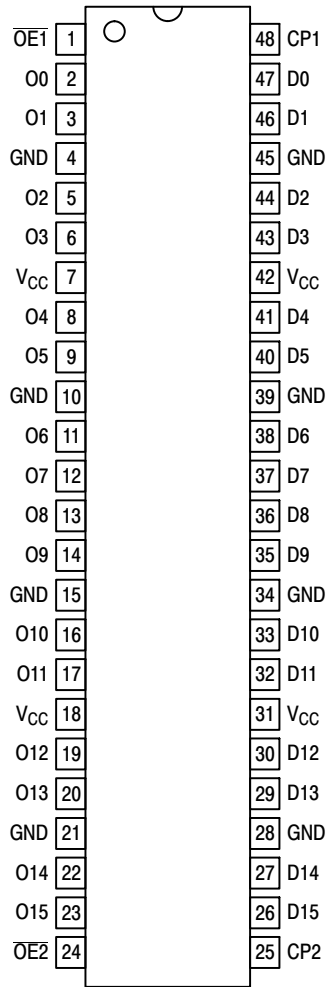 O̅E̅1̅ 1 48 CP1
O0 2 47 D0
O1 3 46 D1
GND 4 45 GND
O2 5 44 D2
O3 6 43 D3
VCC 7 42 VCC
O4 8 41 D4
O5 9 40 D5
GND 10 39 GND
O6 11 38 D6
O7 12 37 D7
O8 13 36 D8
O9 14 35 D9
GND 15 34 GND
O10 16 33 D10
O11 17 32 D11
VCC 18 31 VCC
O12 19 30 D12
O13 20 29 D13
GND 21 28 GND
O14 22 27 D14
O15 23 26 D15
O̅E̅2̅ 24 25 CP2